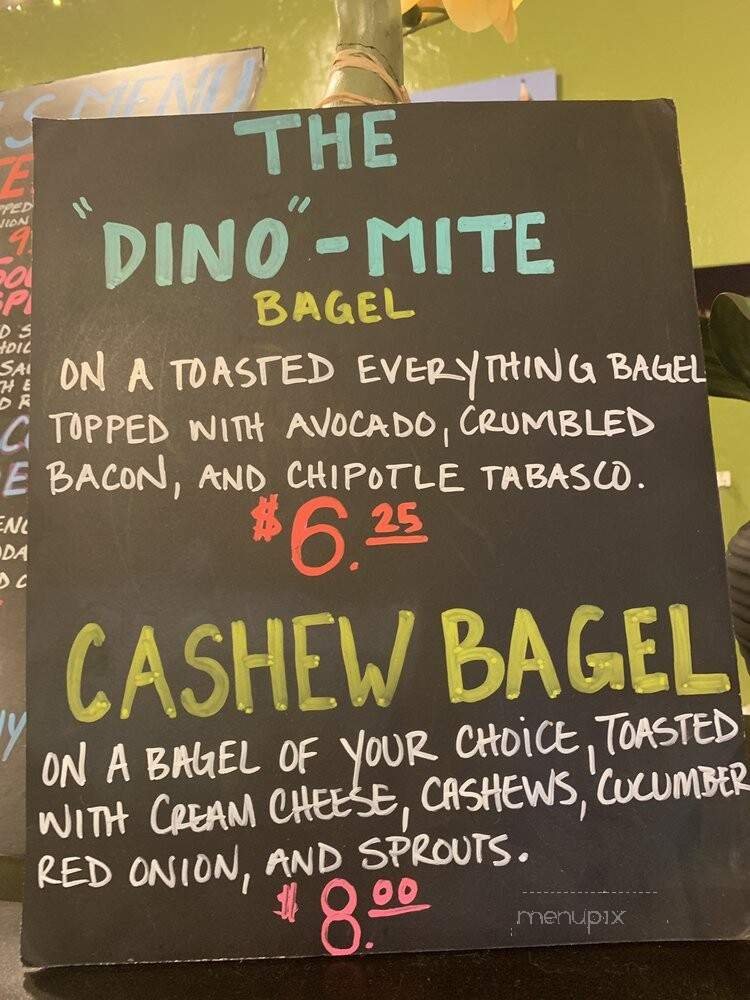 S MENU
THE
"DINO"-MITE
BAGEL
ON A TOASTED EVERYTHING BAGEL
TOPPED WITH AVOCADO, CRUMBLED
BACON, AND CHIPOTLE TABASCO.
$6.25
CASHEW BAGEL
ON A BAGEL OF YOUR CHOICE, TOASTED
WITH CREAM CHEESE, CASHEWS, CUCUMBER
RED ONION, AND SPROUTS.
$8.00
menupix